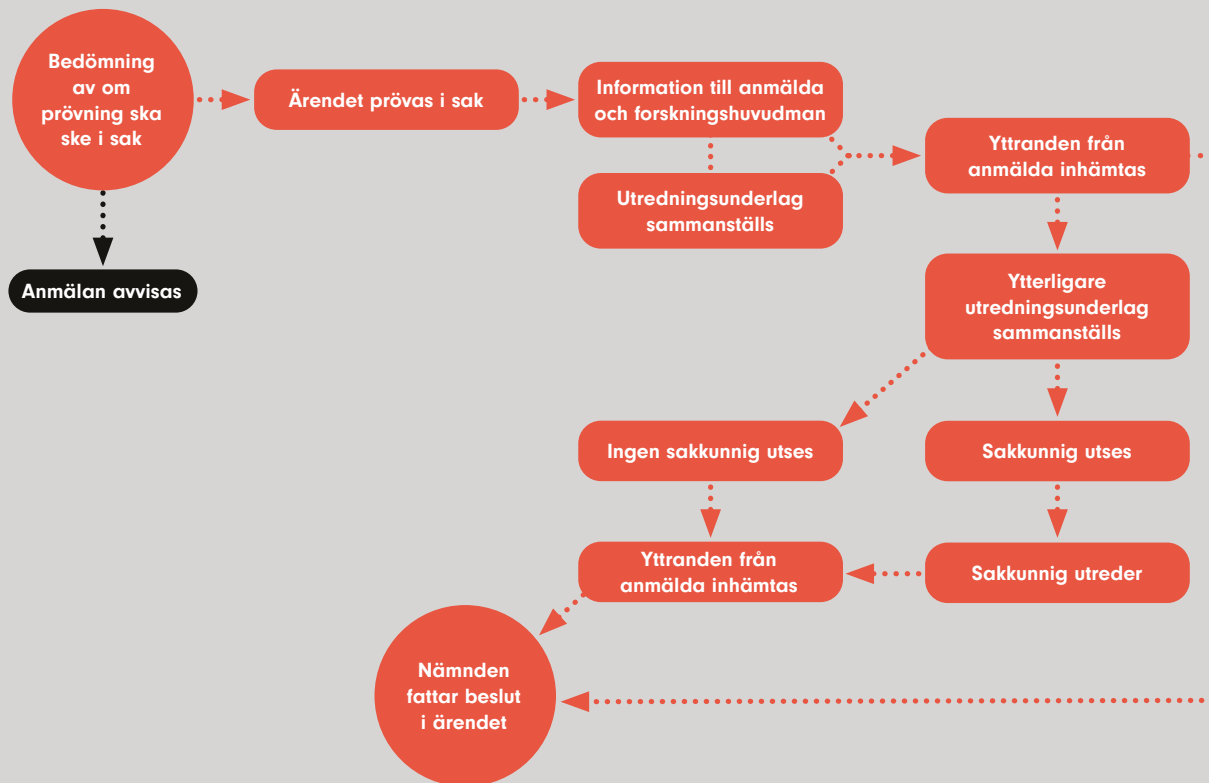 Bedömning
av om
prövning ska
ske i sak
Ärendet prövas i sak
Information till anmälda
och forskningshuvudman
Utredningsunderlag
sammanställs
Yttranden från
anmälda inhämtas
Anmälan avvisas
Ytterligare
utredningsunderlag
sammanställs
Ingen sakkunnig utses
Sakkunnig utses
Yttranden från
anmälda inhämtas
Sakkunnig utreder
Nämnden
fattar beslut
i ärendet